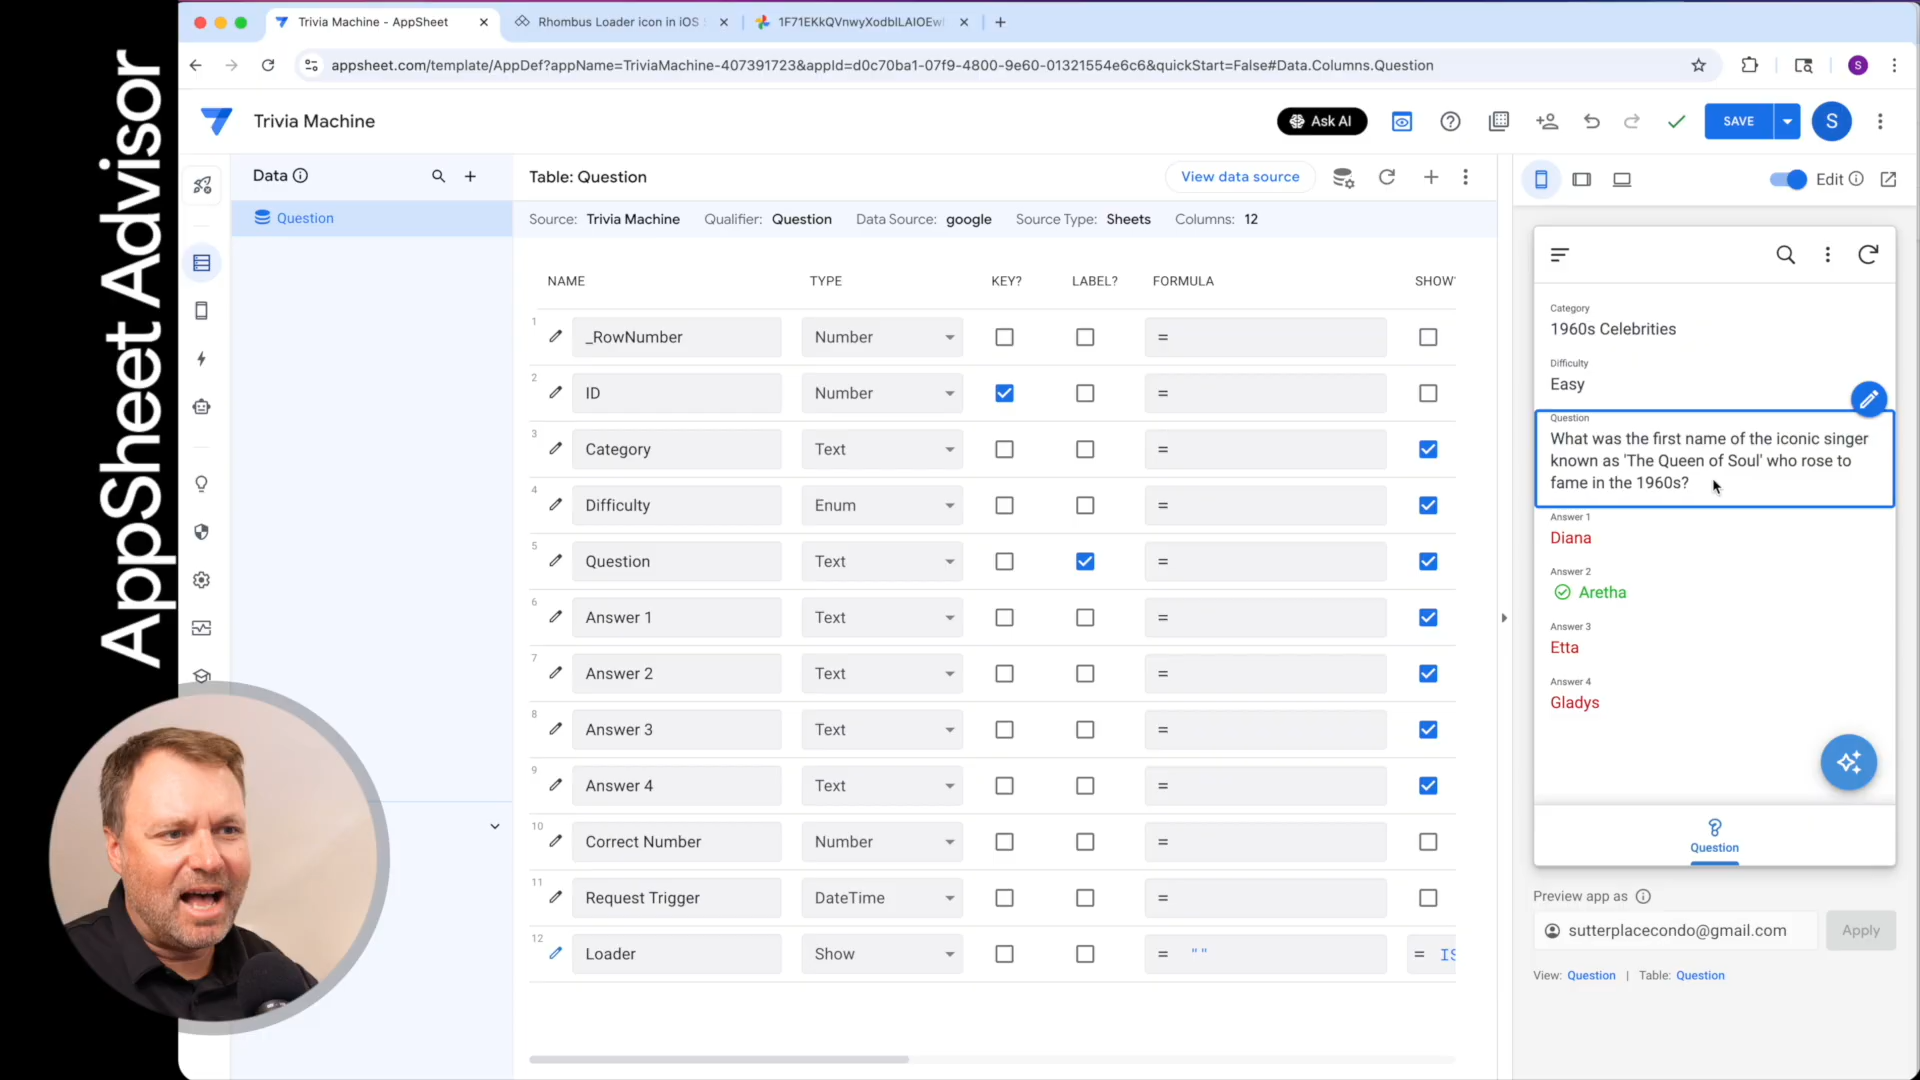 AppSheet Advisor
Trivia Machine - AppSheet
Rhombus Loader icon in iOS
1F71EKkQVnwyXodblLAIOEw
appsheet.com/template/AppDef?appName=TriviaMachine-407391723&appId=d0c70ba1-07f9-4800-9e60-01321554e6c6&quickStart=False#Data.Columns.Question
S
Trivia Machine
Ask AI
SAVE
S
Data
Question
Table: Question
View data source
Source: Trivia Machine Qualifier: Question Data Source: google Source Type: Sheets Columns: 12
NAME TYPE KEY? LABEL? FORMULA SHOW?
1 _RowNumber Number =
2 ID Number =
3 Category Text =
4 Difficulty Enum =
5 Question Text =
6 Answer 1 Text =
7 Answer 2 Text =
8 Answer 3 Text =
9 Answer 4 Text =
10 Correct Number Number =
11 Request Trigger DateTime =
12 Loader Show = "" = IS
Edit
Category
1960s Celebrities
Difficulty
Easy
Question
What was the first name of the iconic singer
known as 'The Queen of Soul' who rose to
fame in the 1960s?
Answer 1
Diana
Answer 2
Aretha
Answer 3
Etta
Answer 4
Gladys
Question
Preview app as
sutterplacecondo@gmail.com
Apply
View: Question | Table: Question